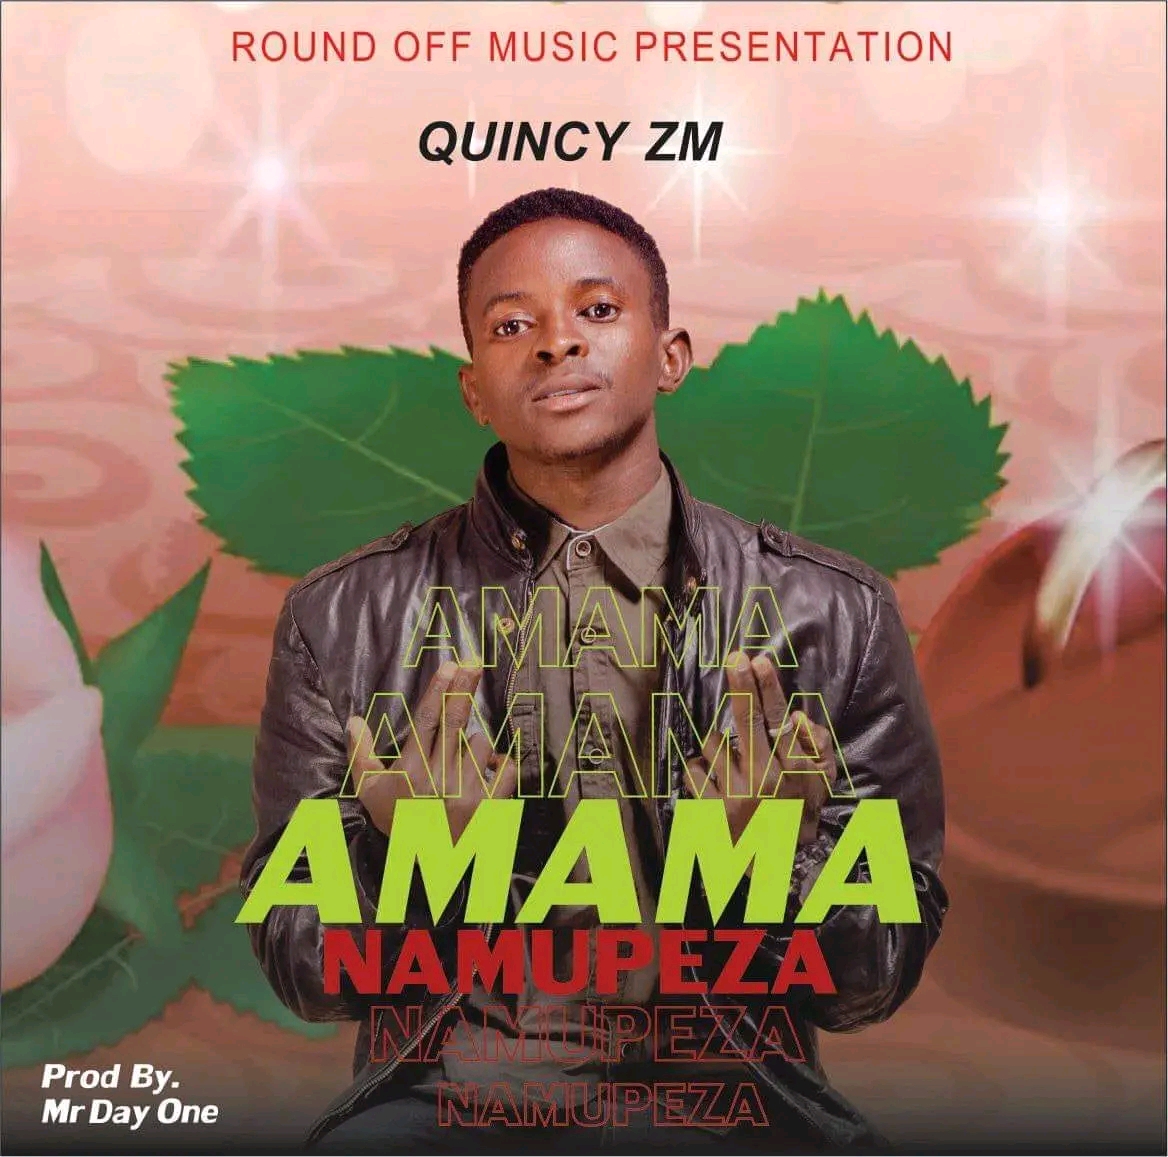 ROUND OFF MUSIC PRESENTATION
QUINCY ZM
AMAMA
AMAMA
AMAMA
NAMUPEZA
NAMUPEZA
NAMUPEZA
Prod By.
Mr Day One